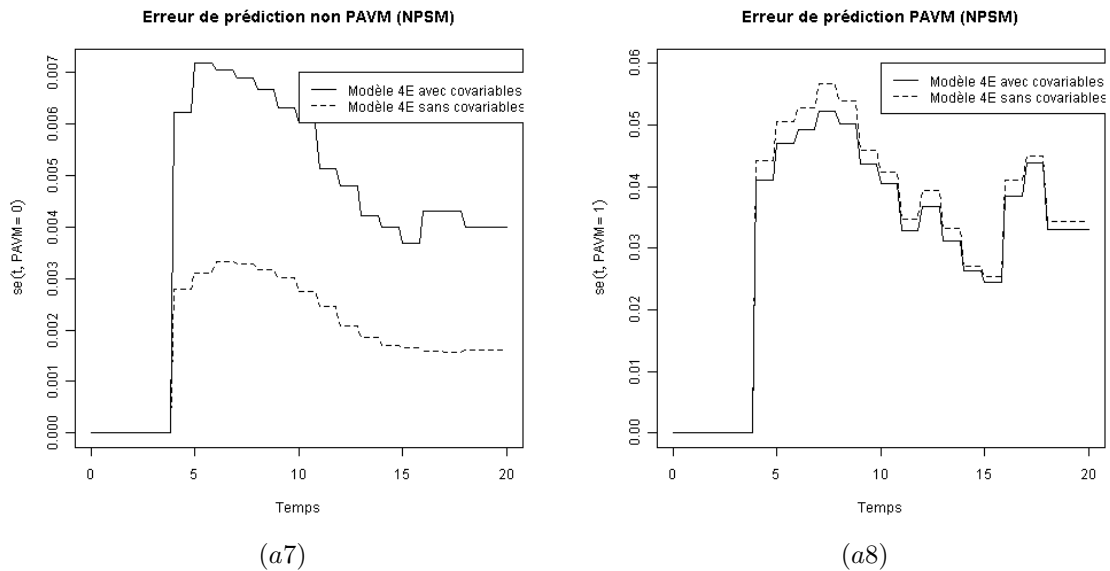 Erreur de prédiction non PAVM (NPSM)
se(t, PAVM = 0)
0.007
0.006
0.005
0.004
0.003
0.002
0.001
0.000
Modèle 4E avec covariables
Modèle 4E sans covariables
0 5 10 15 20
Temps
(a7)
Erreur de prédiction PAVM (NPSM)
se(t, PAVM = 1)
0.06
0.05
0.04
0.03
0.02
0.01
0.00
Modèle 4E avec covariables
Modèle 4E sans covariables
0 5 10 15 20
Temps
(a8)